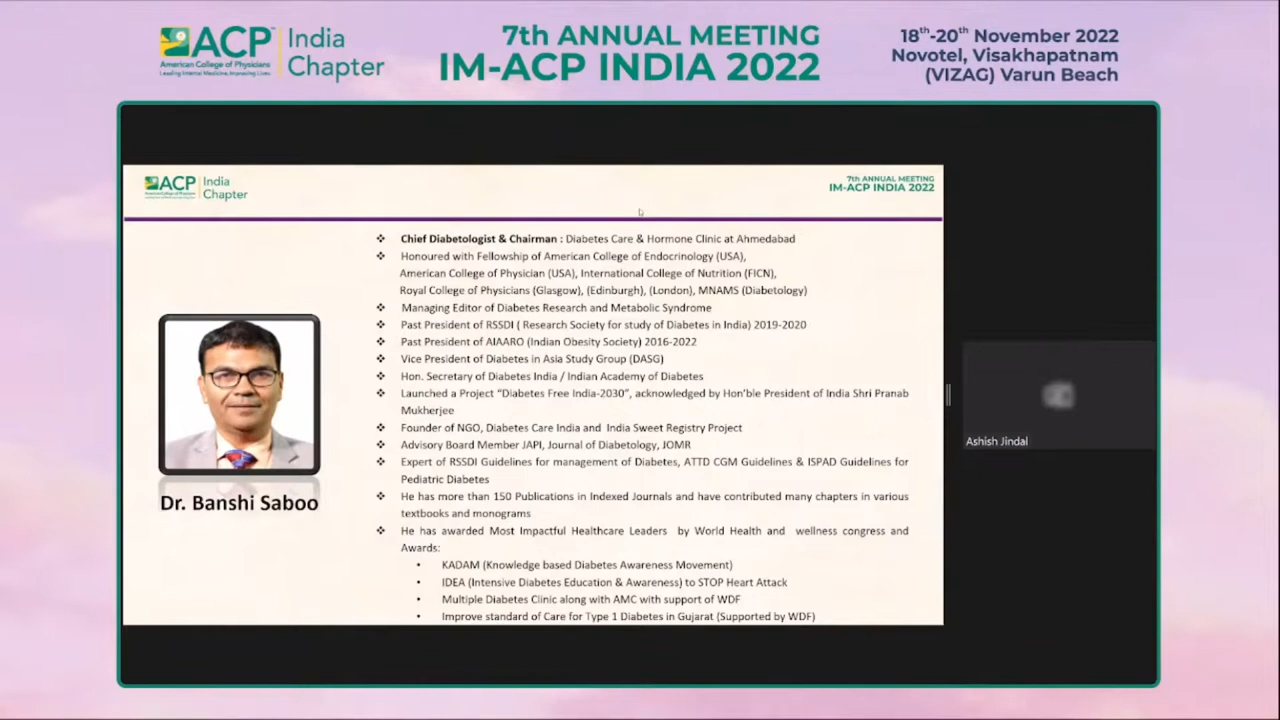 ACP
American College of Physicians
Leading Internal Medicine, Improving Lives
India
Chapter
7th ANNUAL MEETING
IM-ACP INDIA 2022
18th-20th November 2022
Novotel, Visakhapatnam
(VIZAG) Varun Beach
ACP
India
Chapter
7th ANNUAL MEETING
IM-ACP INDIA 2022
Dr. Banshi Saboo
❖ Chief Diabetologist & Chairman : Diabetes Care & Hormone Clinic at Ahmedabad
❖ Honoured with Fellowship of American College of Endocrinology (USA),
American College of Physician (USA), International College of Nutrition (FICN),
Royal College of Physicians (Glasgow), (Edinburgh), (London), MNAMS (Diabetology)
❖ Managing Editor of Diabetes Research and Metabolic Syndrome
❖ Past President of RSSDI ( Research Society for study of Diabetes in India) 2019-2020
❖ Past President of AIAARO (Indian Obesity Society) 2016-2022
❖ Vice President of Diabetes in Asia Study Group (DASG)
❖ Hon. Secretary of Diabetes India / Indian Academy of Diabetes
❖ Launched a Project “Diabetes Free India-2030”, acknowledged by Hon’ble President of India Shri Pranab
Mukherjee
❖ Founder of NGO, Diabetes Care India and India Sweet Registry Project
❖ Advisory Board Member JAPI, Journal of Diabetology, JOMR
❖ Expert of RSSDI Guidelines for management of Diabetes, ATTD CGM Guidelines & ISPAD Guidelines for
Pediatric Diabetes
❖ He has more than 150 Publications in Indexed Journals and have contributed many chapters in various
textbooks and monograms
❖ He has awarded Most Impactful Healthcare Leaders by World Health and wellness congress and
Awards:
• KADAM (Knowledge based Diabetes Awareness Movement)
• IDEA (Intensive Diabetes Education & Awareness) to STOP Heart Attack
• Multiple Diabetes Clinic along with AMC with support of WDF
• Improve standard of Care for Type 1 Diabetes in Gujarat (Supported by WDF)
Ashish Jindal